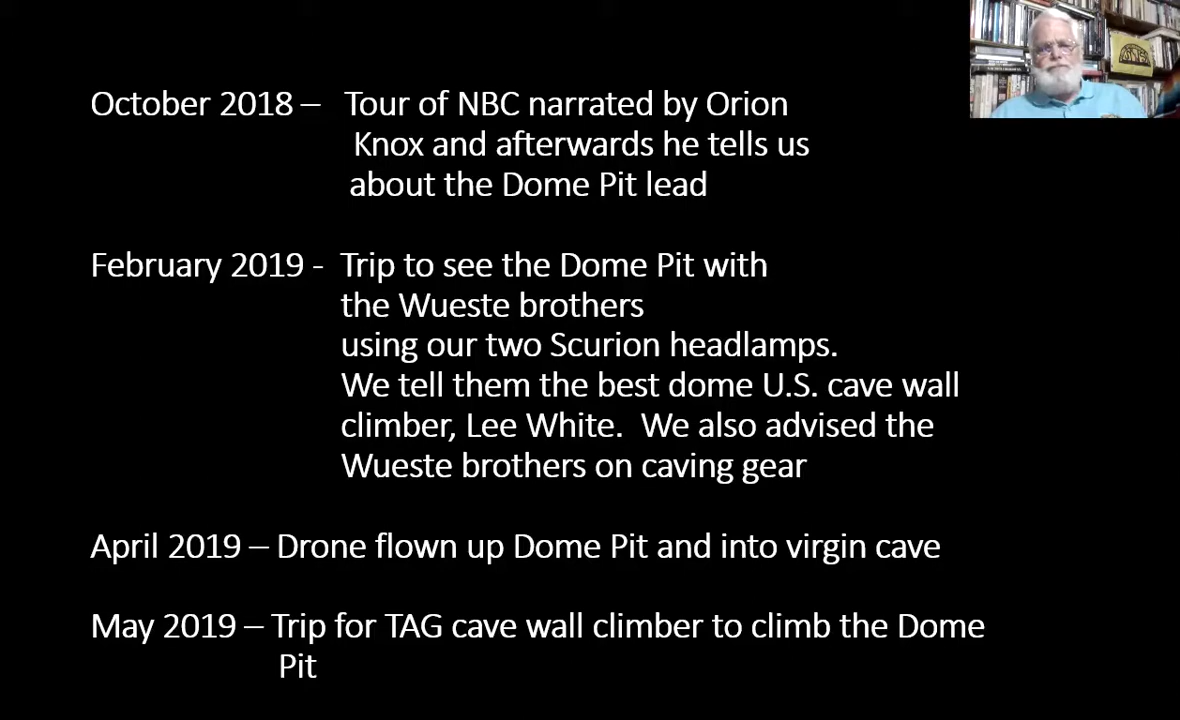 October 2018 – Tour of NBC narrated by Orion
Knox and afterwards he tells us
about the Dome Pit lead
February 2019 - Trip to see the Dome Pit with
the Wueste brothers
using our two Scurion headlamps.
We tell them the best dome U.S. cave wall
climber, Lee White. We also advised the
Wueste brothers on caving gear
April 2019 – Drone flown up Dome Pit and into virgin cave
May 2019 – Trip for TAG cave wall climber to climb the Dome
Pit